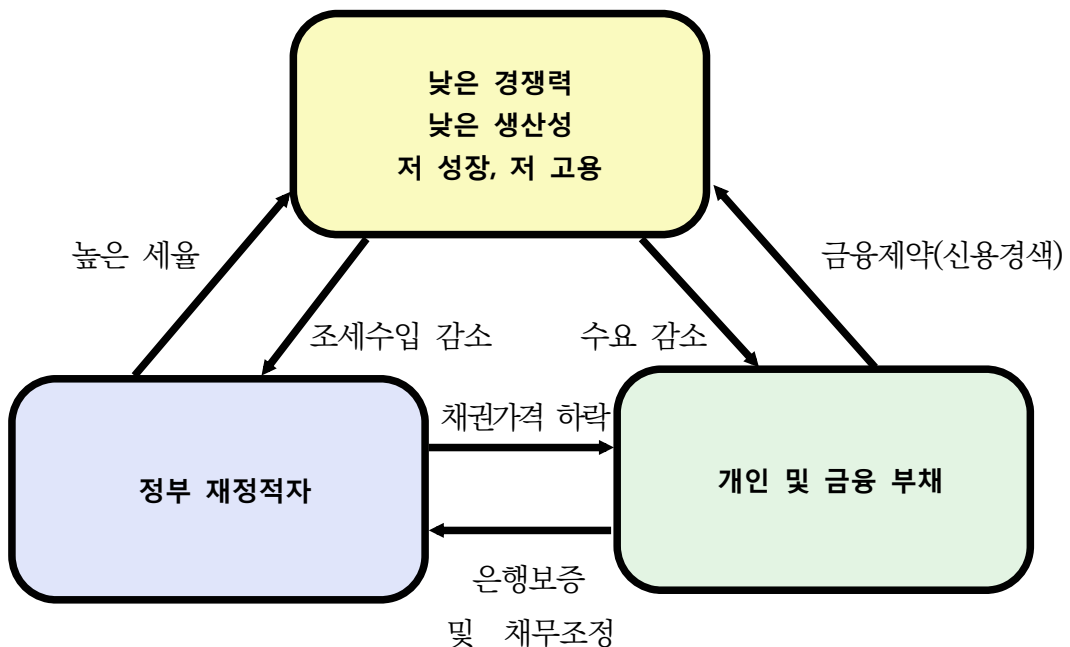 낮은 경쟁력
낮은 생산성
저 성장, 저 고용
높은 세율
금융제약(신용경색)
조세수입 감소
수요 감소
채권가격 하락
정부 재정적자
개인 및 금융 부채
은행보증
및 채무조정